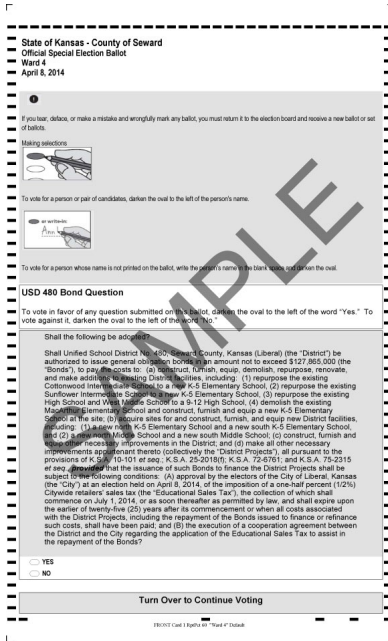 State of Kansas - County of Seward
Official Special Election Ballot
Ward 4
April 8, 2014
If you tear, deface, or make a mistake and wrongfully mark any ballot, you must return it to the election board and receive a new ballot or set
of ballots.
Making selections
To vote for a person or pair of candidates, darken the oval to the left of the person's name.
or write-in:
Ann
To vote for a person whose name is not printed on the ballot, write the person's name in the blank space and darken the oval.
SAMPLE
USD 480 Bond Question
To vote in favor of any question submitted on this ballot, darken the oval to the left of the word "Yes." To
vote against it, darken the oval to the left of the word "No."
Shall the following be adopted?
Shall Unified School District No. 480, Seward County, Kansas (Liberal) (the "District") be
authorized to issue general obligation bonds in an amount not to exceed $127,865,000 (the
"Bonds"), to pay the costs to: (a) construct, furnish, equip, demolish, repurpose, renovate,
and make additions to existing District facilities, including: (1) repurpose the existing
Cottonwood Intermediate School to a new K-5 Elementary School, (2) repurpose the existing
Sunflower Intermediate School to a new K-5 Elementary School, (3) repurpose the existing
High School and West Middle School to a 9-12 High School, (4) demolish the existing
MacArthur Elementary School and construct, furnish and equip a new K-5 Elementary
School at the site; (b) acquire sites for and construct, furnish, and equip new District facilities,
including: (1) a new north K-5 Elementary School and a new south K-5 Elementary School,
and (2) a new north Middle School and a new south Middle School; (c) construct, furnish and
equip other necessary improvements in the District; and (d) make all other necessary
improvements appurtenant thereto (collectively the "District Projects"), all pursuant to the
provisions of K.S.A. 10-101 et seq.; K.S.A. 25-2018(f); K.S.A. 72-6761; and K.S.A. 75-2315
et seq., provided that the issuance of such Bonds to finance the District Projects shall be
subject to the following conditions: (A) approval by the electors of the City of Liberal, Kansas
(the "City") at an election held on April 8, 2014, of the imposition of a one-half percent (1/2%)
Citywide retailers' sales tax (the "Educational Sales Tax"), the collection of which shall
commence on July 1, 2014, or as soon thereafter as permitted by law, and shall expire upon
the earlier of twenty-five (25) years after its commencement or when all costs associated
with the District Projects, including the repayment of the Bonds issued to finance or refinance
such costs, shall have been paid; and (B) the execution of a cooperation agreement between
the District and the City regarding the application of the Educational Sales Tax to assist in
the repayment of the Bonds?
YES
NO
Turn Over to Continue Voting
FRONT Card 1 RptPct 60 "Ward 4" Default